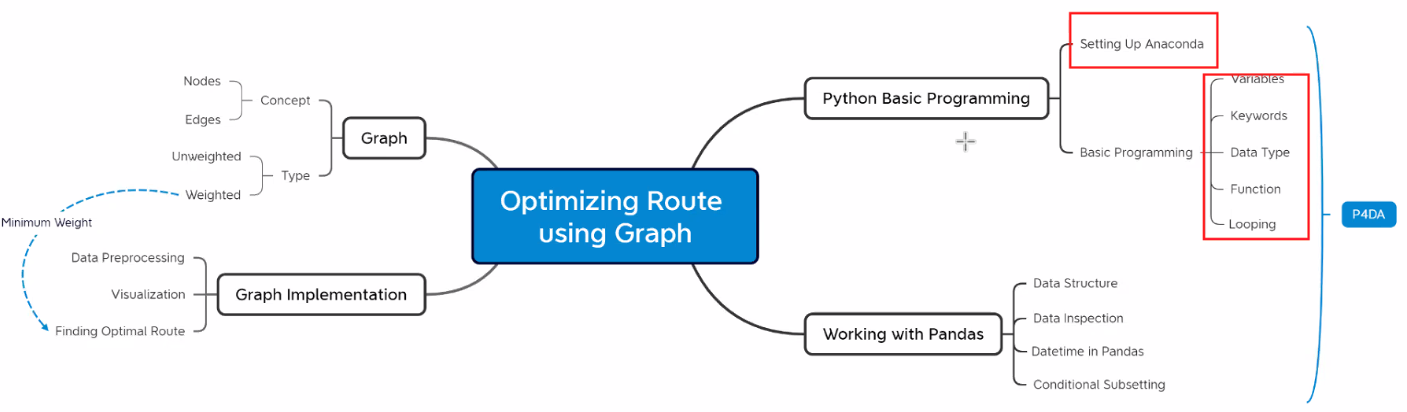 Optimizing Route
using Graph
Python Basic Programming
Setting Up Anaconda
Basic Programming
Variables
Keywords
Data Type
Function
Looping
Working with Pandas
Data Structure
Data Inspection
Datetime in Pandas
Conditional Subsetting
P4DA
Graph
Concept
Nodes
Edges
Type
Unweighted
Weighted
Minimum Weight
Graph Implementation
Data Preprocessing
Visualization
Finding Optimal Route